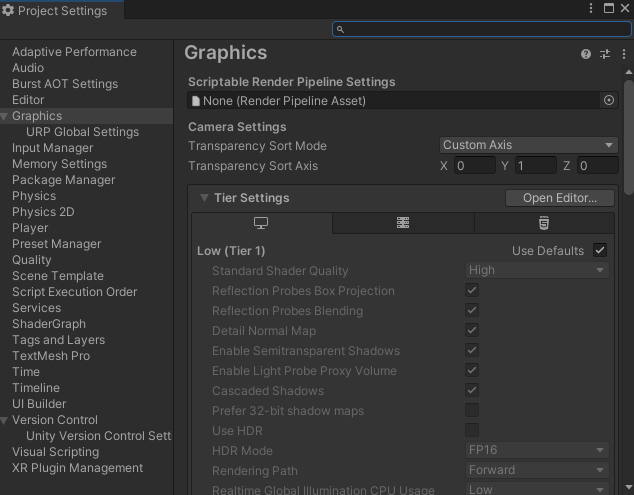 Project Settings
Adaptive Performance
Audio
Burst AOT Settings
Editor
Graphics
URP Global Settings
Input Manager
Memory Settings
Package Manager
Physics
Physics 2D
Player
Preset Manager
Quality
Scene Template
Script Execution Order
Services
ShaderGraph
Tags and Layers
TextMesh Pro
Time
Timeline
UI Builder
Version Control
Unity Version Control Sett
Visual Scripting
XR Plugin Management
Graphics
Scriptable Render Pipeline Settings
None (Render Pipeline Asset)
Camera Settings
Transparency Sort Mode Custom Axis
Transparency Sort Axis X 0 Y 1 Z 0
Tier Settings Open Editor...
Low (Tier 1) Use Defaults
Standard Shader Quality High
Reflection Probes Box Projection
Reflection Probes Blending
Detail Normal Map
Enable Semitransparent Shadows
Enable Light Probe Proxy Volume
Cascaded Shadows
Prefer 32-bit shadow maps
Use HDR
HDR Mode FP16
Rendering Path Forward
Realtime Global Illumination CPU Usage Low